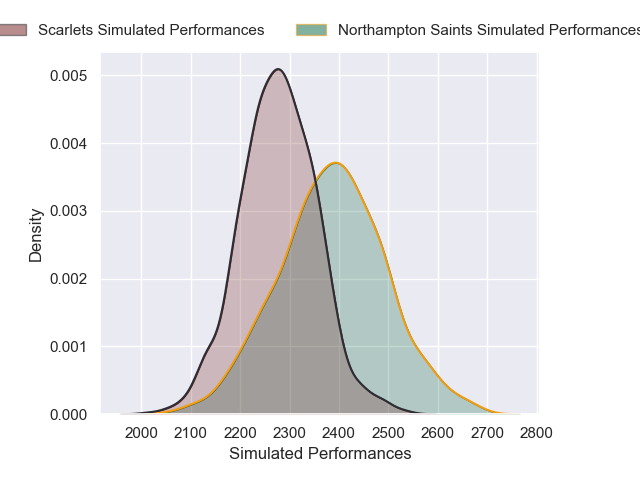 Scarlets Simulated Performances
Northampton Saints Simulated Performances
0.005
0.004
0.003
0.002
0.001
0.000
Density
2000 2100 2200 2300 2400 2500 2600 2700 2800
Simulated Performances